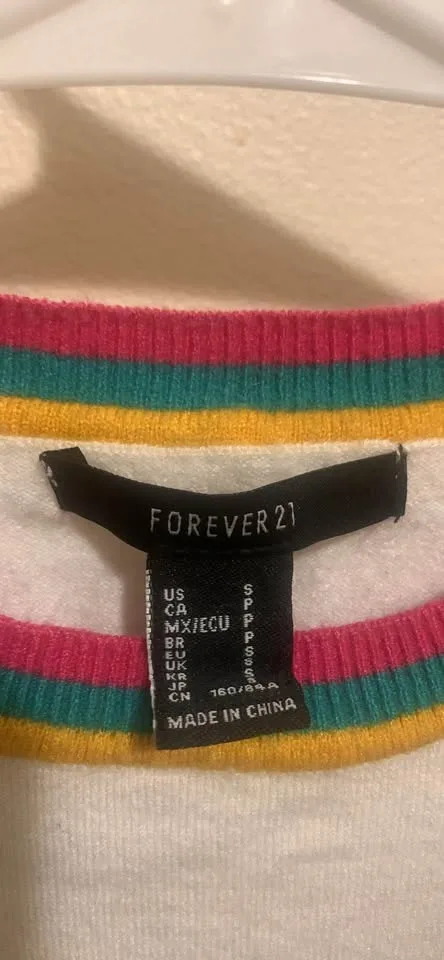 FOREVER 21
US S
CA P
MX/ECU P
BR P
EU S
UK S
KR S
JP S
CN 160/84A
MADE IN CHINA